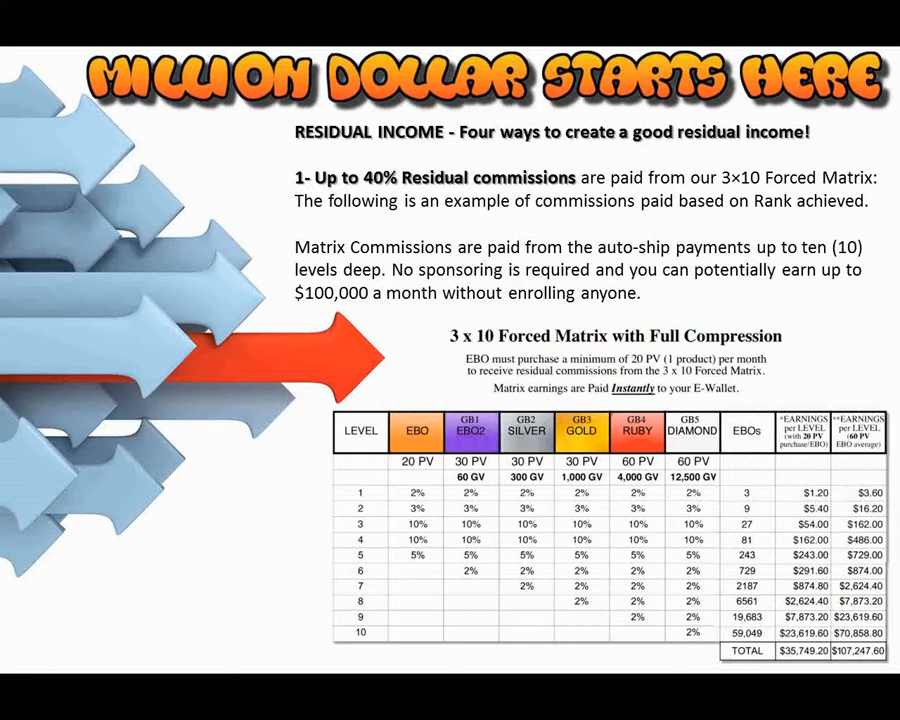 MILLION DOLLAR STARTS HERE
RESIDUAL INCOME - Four ways to create a good residual income!
1- Up to 40% Residual commissions are paid from our 3×10 Forced Matrix:
The following is an example of commissions paid based on Rank achieved.
Matrix Commissions are paid from the auto-ship payments up to ten (10)
levels deep. No sponsoring is required and you can potentially earn up to
$100,000 a month without enrolling anyone.
3 x 10 Forced Matrix with Full Compression
EBO must purchase a minimum of 20 PV (1 product) per month
to receive residual commissions from the 3 x 10 Forced Matrix.
Matrix earnings are Paid Instantly to your E-Wallet.
LEVEL EBO GB1 EBO2 GB2 SILVER GB3 GOLD GB4 RUBY GB5 DIAMOND EBOs *EARNINGS per LEVEL (with 20 PV purchase/EBO) **EARNINGS per LEVEL (60 PV EBO average)
20 PV 30 PV 30 PV 30 PV 60 PV 60 PV
60 GV 300 GV 1,000 GV 4,000 GV 12,500 GV
1 2% 2% 2% 2% 2% 2% 3 $1.20 $3.60
2 3% 3% 3% 3% 3% 3% 9 $5.40 $16.20
3 10% 10% 10% 10% 10% 10% 27 $54.00 $162.00
4 10% 10% 10% 10% 10% 10% 81 $162.00 $486.00
5 5% 5% 5% 5% 5% 5% 243 $243.00 $729.00
6 2% 2% 2% 2% 2% 729 $291.60 $874.00
7 2% 2% 2% 2% 2187 $874.80 $2,624.40
8 2% 2% 2% 6561 $2,624.40 $7,873.20
9 2% 2% 19,683 $7,873.20 $23,619.60
10 2% 59,049 $23,619.60 $70,858.80
TOTAL $35,749.20 $107,247.60